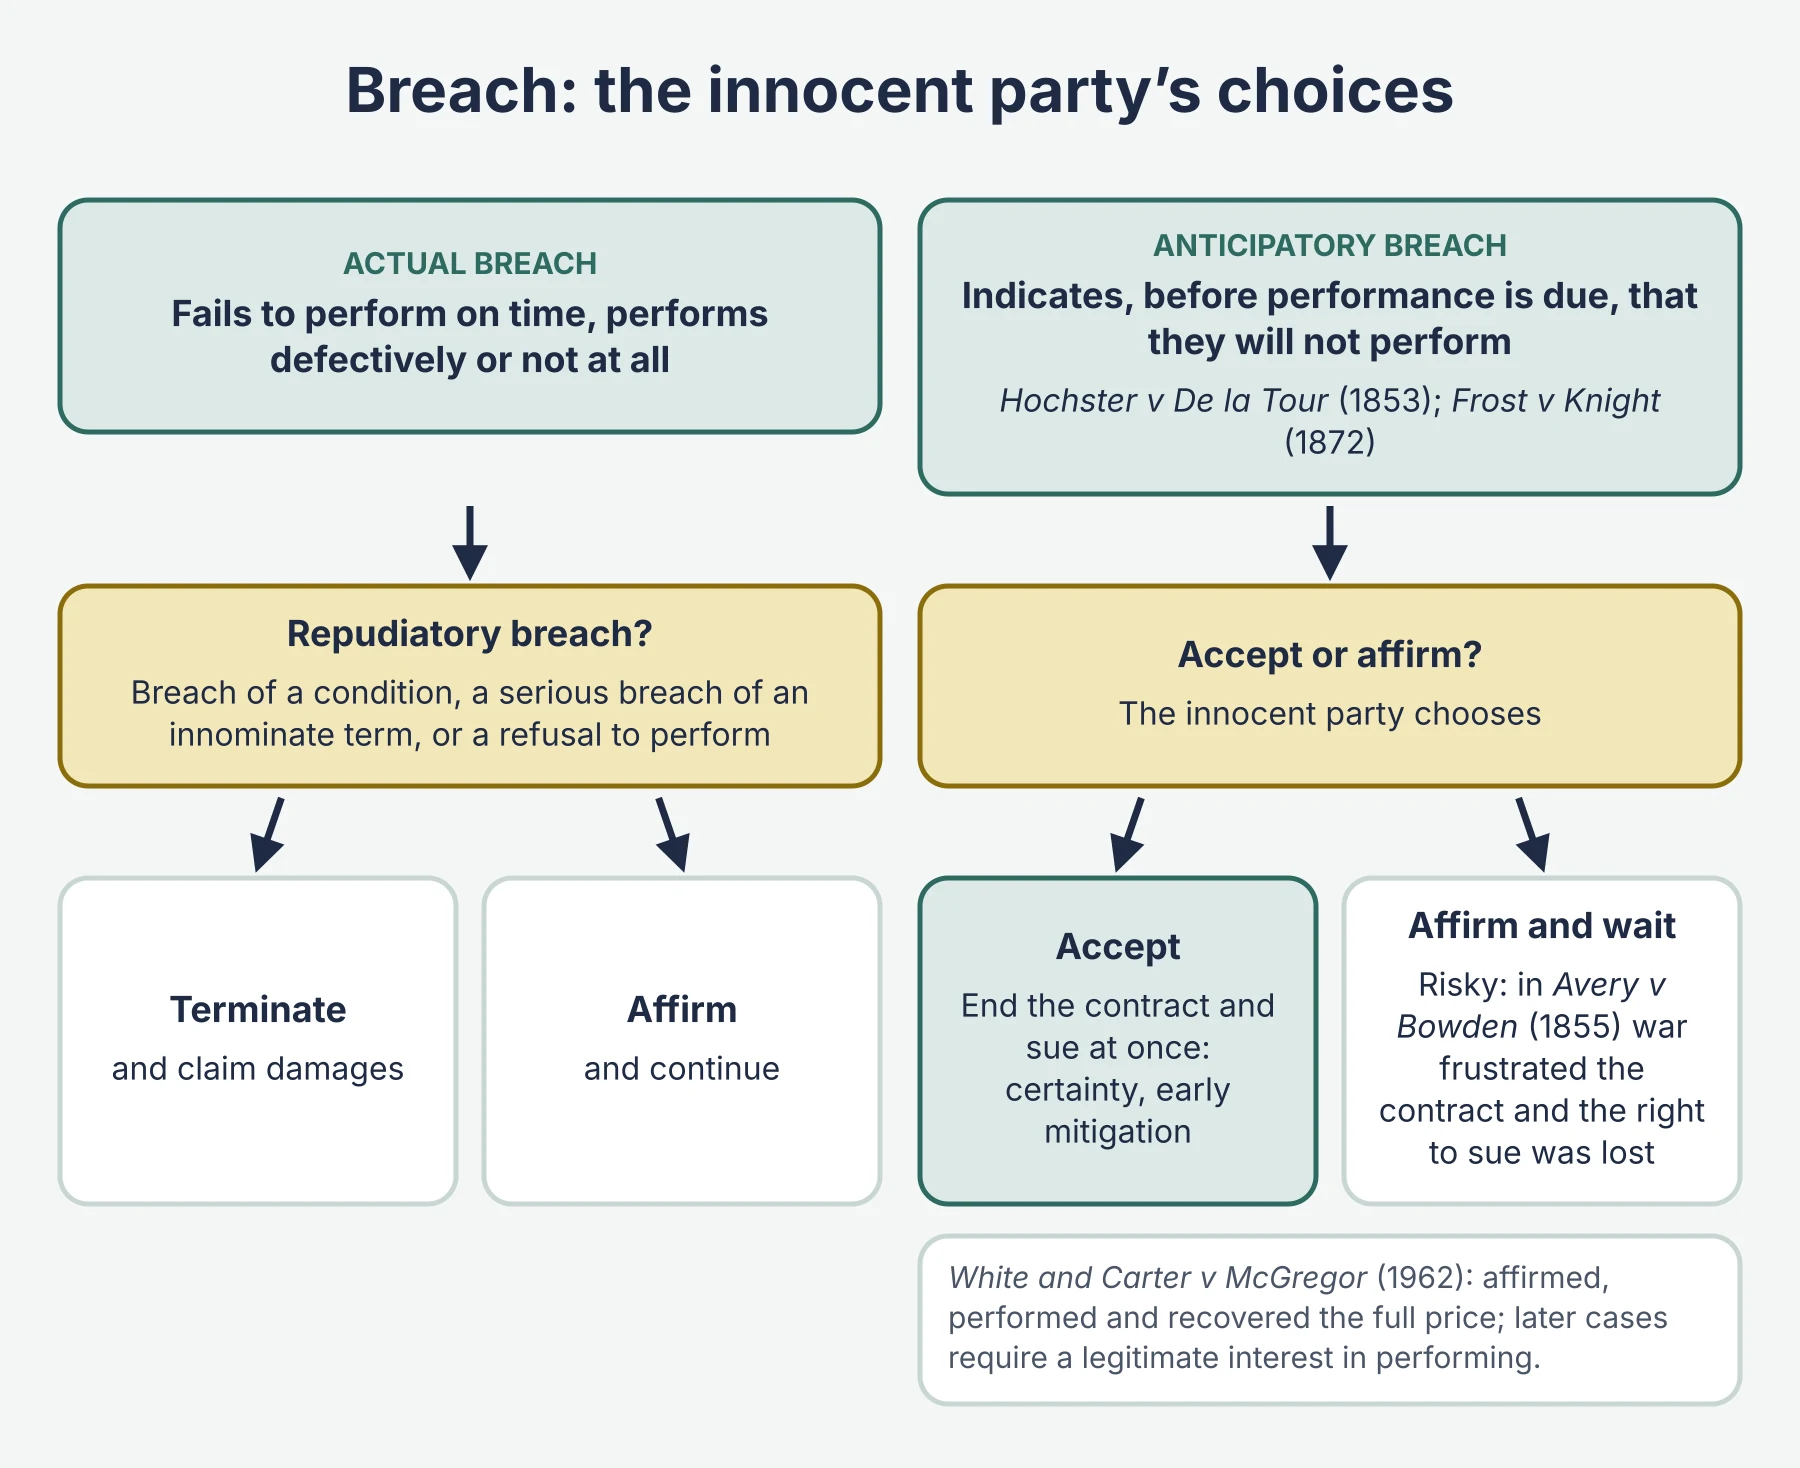 Breach: the innocent party’s choices
ACTUAL BREACH
Fails to perform on time, performs
defectively or not at all
ANTICIPATORY BREACH
Indicates, before performance is due, that
they will not perform
Hochster v De la Tour (1853); Frost v Knight
(1872)
Repudiatory breach?
Breach of a condition, a serious breach of an
innominate term, or a refusal to perform
Accept or affirm?
The innocent party chooses
Terminate
and claim damages
Affirm
and continue
Accept
End the contract and
sue at once:
certainty, early
mitigation
Affirm and wait
Risky: in Avery v
Bowden (1855) war
frustrated the
contract and the right
to sue was lost
White and Carter v McGregor (1962): affirmed,
performed and recovered the full price; later cases
require a legitimate interest in performing.